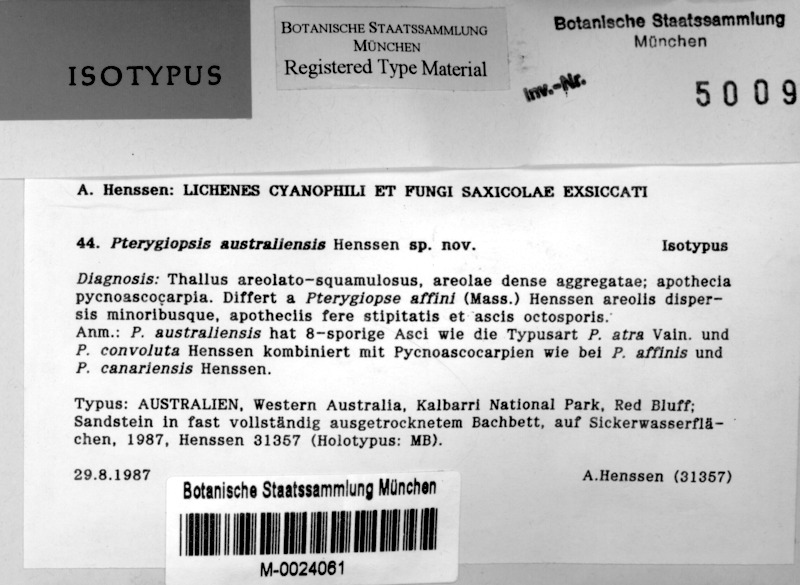 ISOTYPUS
BOTANISCHE STAATSSAMMLUNG
MÜNCHEN
Registered Type Material
Botanische Staatssammlung
München
Inv.-Nr.
5009
A. Henssen: LICHENES CYANOPHILI ET FUNGI SAXICOLAE EXSICCATI
44. Pterygiopsis australiensis Henssen sp. nov. Isotypus
Diagnosis: Thallus areolato-squamulosus, areolae dense aggregatae; apothecia
pycnoascocarpia. Differt a Pterygiopse affini (Mass.) Henssen areolis disper-
sis minoribusque, apotheciis fere stipitatis et ascis octosporis.
Anm.: P. australiensis hat 8-sporige Asci wie die Typusart P. atra Vain. und
P. convoluta Henssen kombiniert mit Pycnoascocarpien wie bei P. affinis und
P. canariensis Henssen.
Typus: AUSTRALIEN, Western Australia, Kalbarri National Park, Red Bluff;
Sandstein in fast vollständig ausgetrocknetem Bachbett, auf Sickerwasserflä-
chen, 1987, Henssen 31357 (Holotypus: MB).
29.8.1987 A.Henssen (31357)
Botanische Staatssammlung München
M-0024061